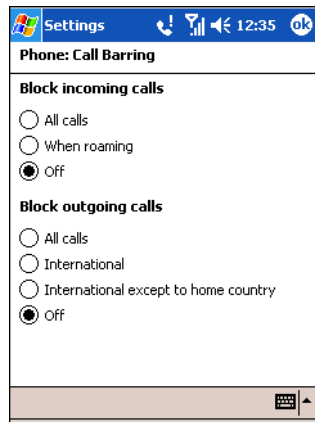 Settings 12:35 ok
Phone: Call Barring
Block incoming calls
All calls
When roaming
Off
Block outgoing calls
All calls
International
International except to home country
Off